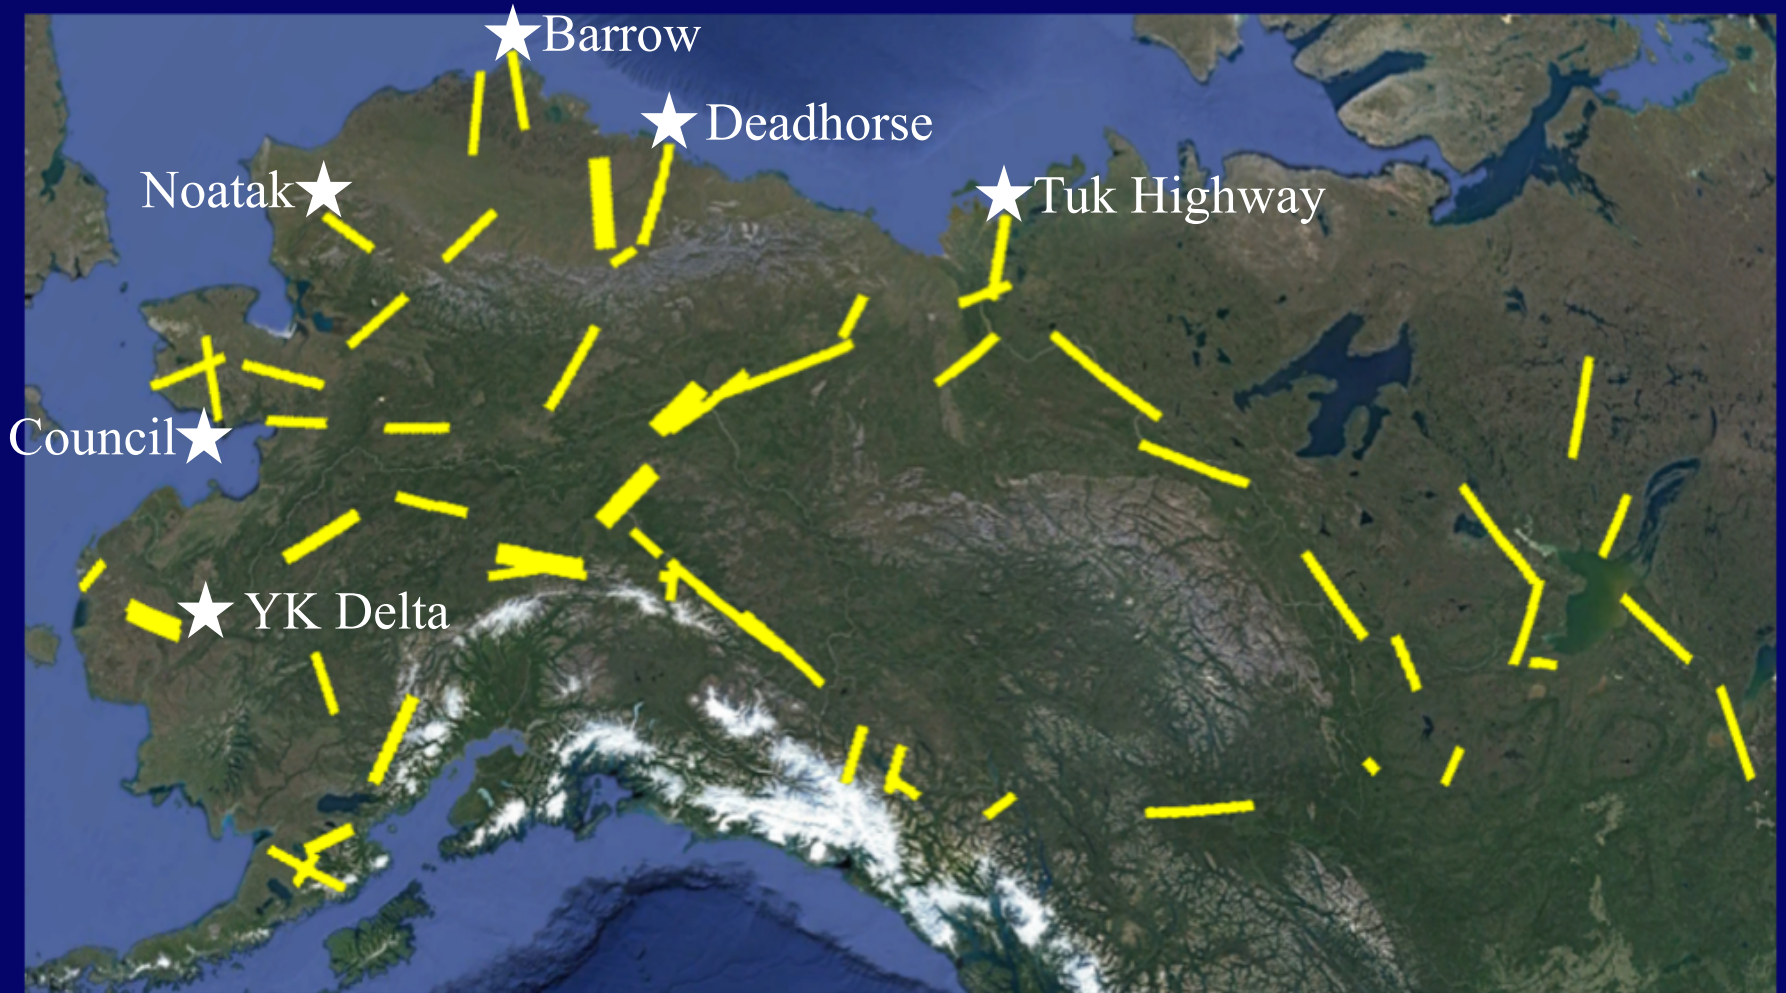 Barrow
Deadhorse
Noatak
Tuk Highway
Council
YK Delta